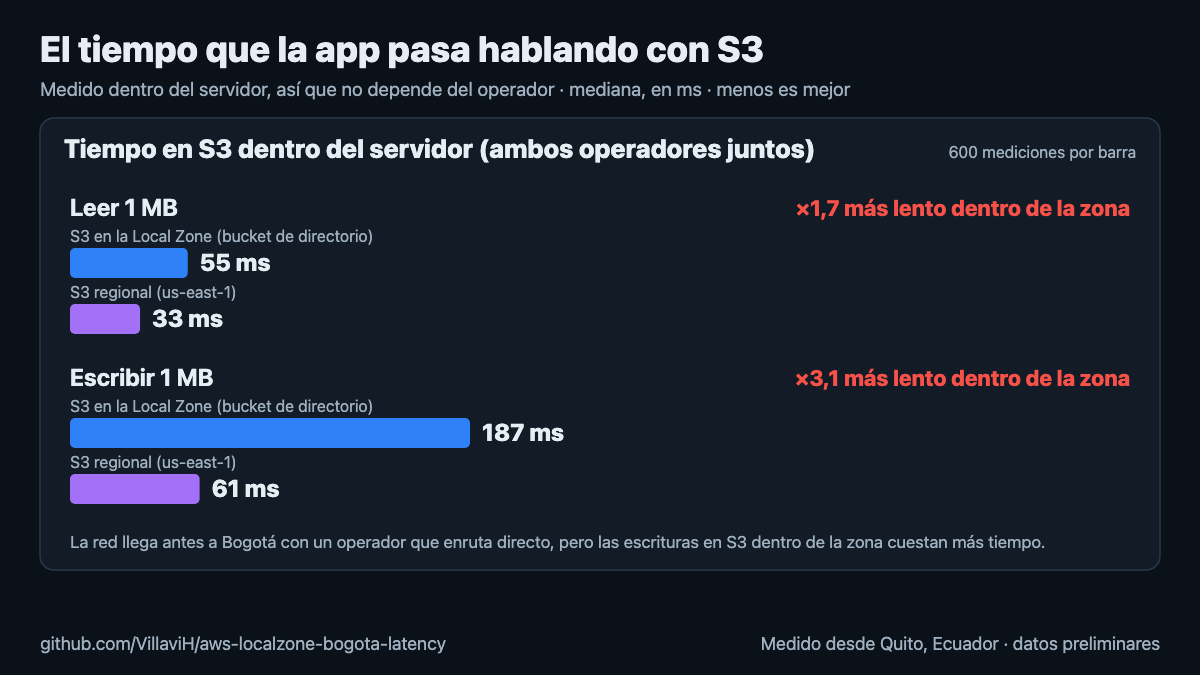 El tiempo que la app pasa hablando con S3
Medido dentro del servidor, así que no depende del operador · mediana, en ms · menos es mejor
Tiempo en S3 dentro del servidor (ambos operadores juntos)
600 mediciones por barra
Leer 1 MB
×1,7 más lento dentro de la zona
S3 en la Local Zone (bucket de directorio)
55 ms
S3 regional (us-east-1)
33 ms
Escribir 1 MB
×3,1 más lento dentro de la zona
S3 en la Local Zone (bucket de directorio)
187 ms
S3 regional (us-east-1)
61 ms
La red llega antes a Bogotá con un operador que enruta directo, pero las escrituras en S3 dentro de la zona cuestan más tiempo.
github.com/VillaviH/aws-localzone-bogota-latency
Medido desde Quito, Ecuador · datos preliminares